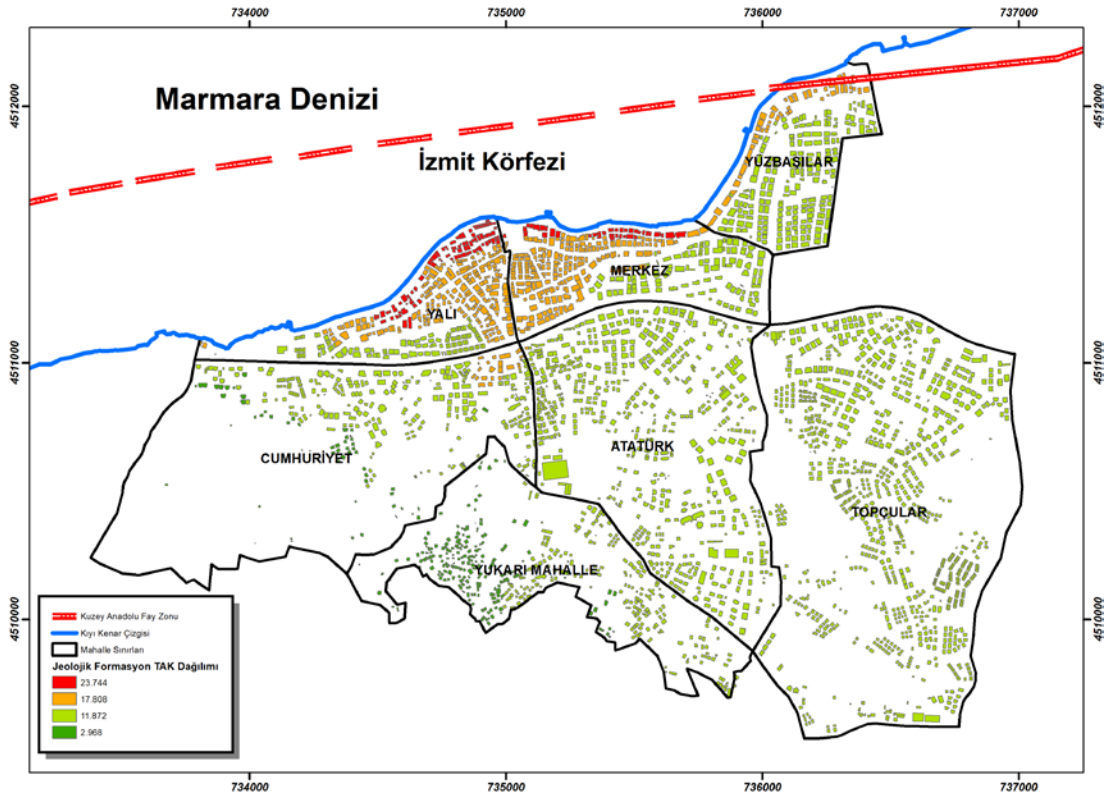 734000 735000 736000 737000
4512000 4512000
Marmara Denizi
İzmit Körfezi
YÜZBAŞILAR
MERKEZ
YALI
4511000 4511000
CUMHURİYET
ATATÜRK
TOPÇULAR
YUKARI MAHALLE
4510000 4510000
Kuzey Anadolu Fay Zonu
Kıyı Kenar Çizgisi
Mahalle Sınırları
Jeolojik Formasyon TAK Dağılımı
23.744
17.808
11.872
2.968
734000 735000 736000 737000